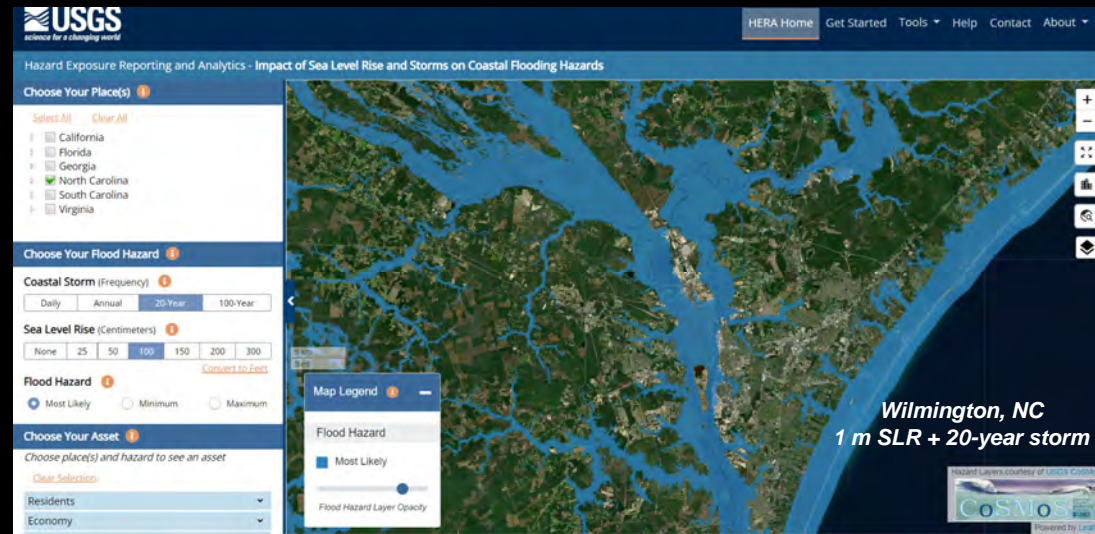 USGS
science for a changing world
HERA Home Get Started Tools Help Contact About
Hazard Exposure Reporting and Analytics - Impact of Sea Level Rise and Storms on Coastal Flooding Hazards
Choose Your Place(s)
Select All Clear All
California
Florida
Georgia
North Carolina
South Carolina
Virginia
Choose Your Flood Hazard
Coastal Storm (Frequency)
Daily Annual 20-Year 100-Year
Sea Level Rise (Centimeters)
None 25 50 100 150 200 300
Convert to Feet
Flood Hazard
Most Likely Minimum Maximum
Choose Your Asset
Choose place(s) and hazard to see an asset
Clear Selection
Residents
Economy
Map Legend
Flood Hazard
Most Likely
Flood Hazard Layer Opacity
Wilmington, NC
1 m SLR + 20-year storm
Hazard Layers courtesy of USGS
CoSMoS
Powered by